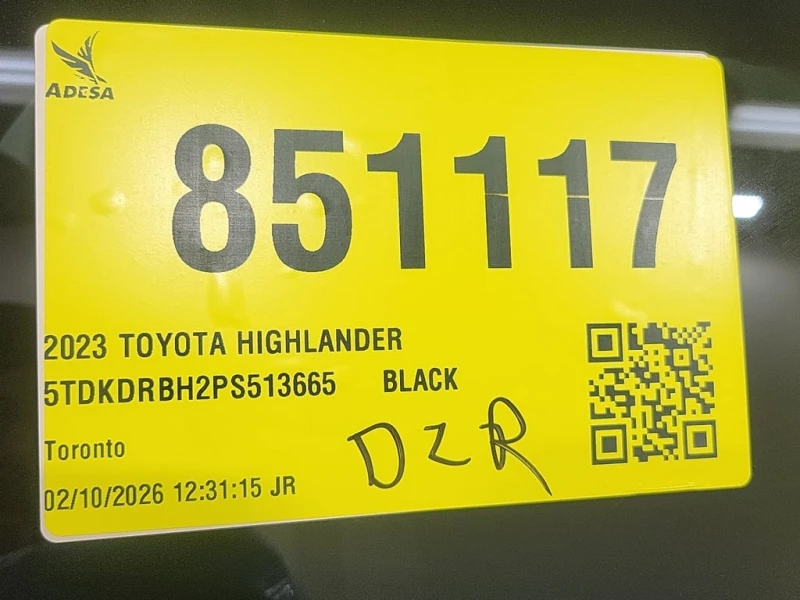 ADESA
851117
2023 TOYOTA HIGHLANDER
5TDKDRBH2PS513665 BLACK
Toronto
DZR
02/10/2026 12:31:15 JR